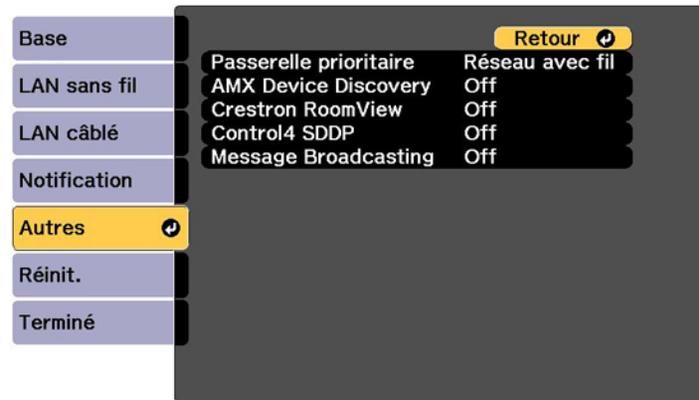 Base
LAN sans fil
LAN câblé
Notification
Autres
Réinit.
Terminé
Retour
Passerelle prioritaire Réseau avec fil
AMX Device Discovery Off
Crestron RoomView Off
Control4 SDDP Off
Message Broadcasting Off